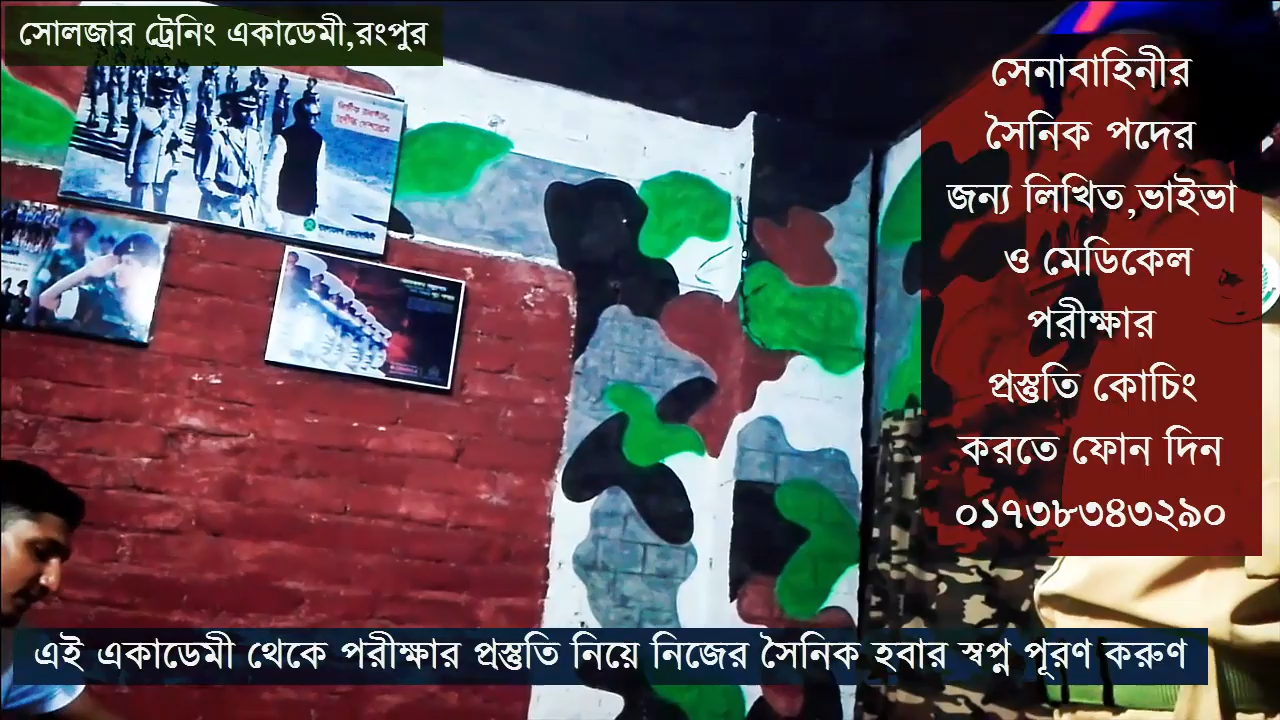 সোলজার ট্রেনিং একাডেমী,রংপুর
সেনাবাহিনীর
সৈনিক পদের
জন্য লিখিত,ভাইভা
ও মেডিকেল
পরীক্ষার
প্রস্তুতি কোচিং
করতে ফোন দিন
০১৭৩৮৩৪৩২৯০
এই একাডেমী থেকে পরীক্ষার প্রস্তুতি নিয়ে নিজের সৈনিক হবার স্বপ্ন পূরণ করুণ